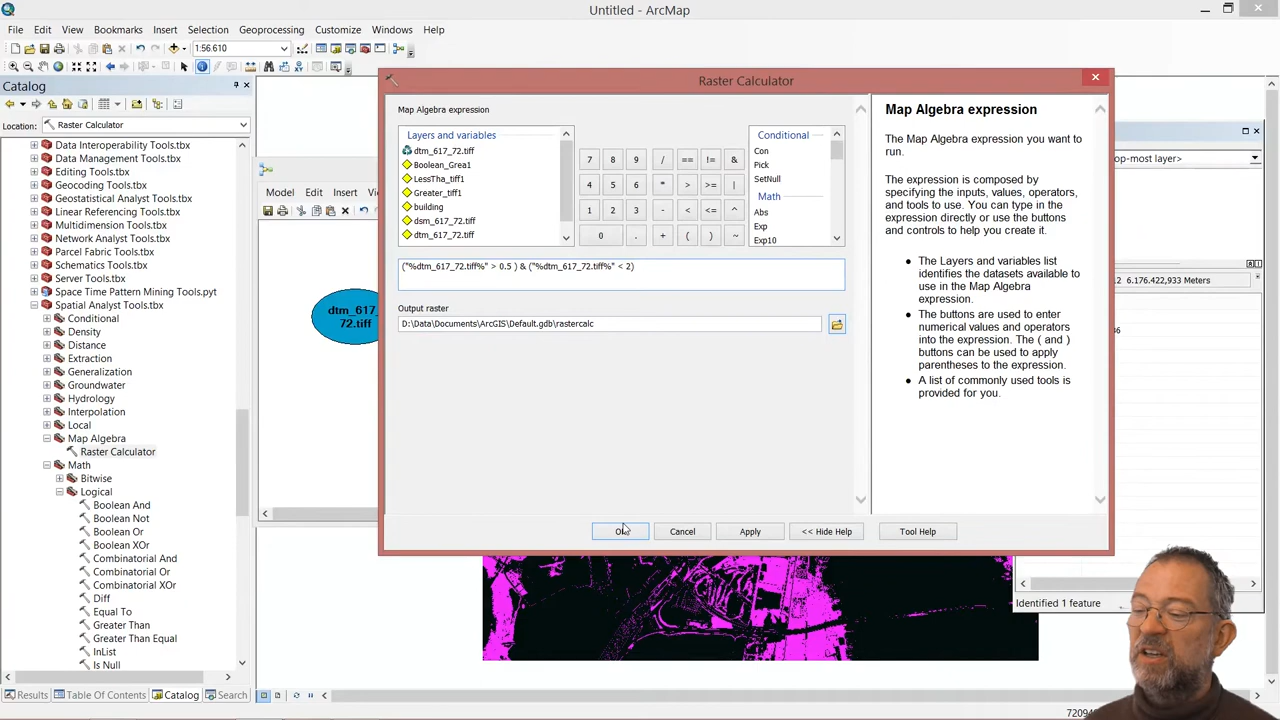 Untitled - ArcMap
File Edit View Bookmarks Insert Selection Geoprocessing Customize Windows Help
1:56.610
Catalog
Location: Raster Calculator
Data Interoperability Tools.tbx
Data Management Tools.tbx
Editing Tools.tbx
Geocoding Tools.tbx
Geostatistical Analyst Tools.tbx
Linear Referencing Tools.tbx
Multidimension Tools.tbx
Network Analyst Tools.tbx
Parcel Fabric Tools.tbx
Schematics Tools.tbx
Server Tools.tbx
Space Time Pattern Mining Tools.pyt
Spatial Analyst Tools.tbx
Conditional
Density
Distance
Extraction
Generalization
Groundwater
Hydrology
Interpolation
Local
Map Algebra
Raster Calculator
Math
Bitwise
Logical
Boolean And
Boolean Not
Boolean Or
Boolean XOr
Combinatorial And
Combinatorial Or
Combinatorial XOr
Diff
Equal To
Greater Than
Greater Than Equal
InList
Is Null
Results Table Of Contents Catalog Search
Model Edit Insert
dtm_617_
72.tiff
Raster Calculator
Map Algebra expression
Layers and variables
dtm_617_72.tiff
Boolean_Grea1
LessTha_tiff1
Greater_tiff1
building
dsm_617_72.tiff
dtm_617_72.tiff
7 8 9 / == != &
4 5 6 * > >= |
1 2 3 - < <= ^
0 . + ( ) ~
Conditional
Con
Pick
SetNull
Math
Abs
Exp
Exp10
("%dtm_617_72.tiff%" > 0.5 ) & ("%dtm_617_72.tiff%" < 2)
Output raster
D:\Data\Documents\ArcGIS\Default.gdb\rastercalc
Cancel Apply << Hide Help Tool Help
Map Algebra expression
The Map Algebra expression you want to
run.
The expression is composed by
specifying the inputs, values, operators,
and tools to use. You can type in the
expression directly or use the buttons
and controls to help you create it.
● The Layers and variables list
identifies the datasets available to
use in the Map Algebra
expression.
● The buttons are used to enter
numerical values and operators
into the expression. The ( and )
buttons can be used to apply
parentheses to the expression.
● A list of commonly used tools is
provided for you.
op-most layer>
6.176.422,933 Meters
Identified 1 feature